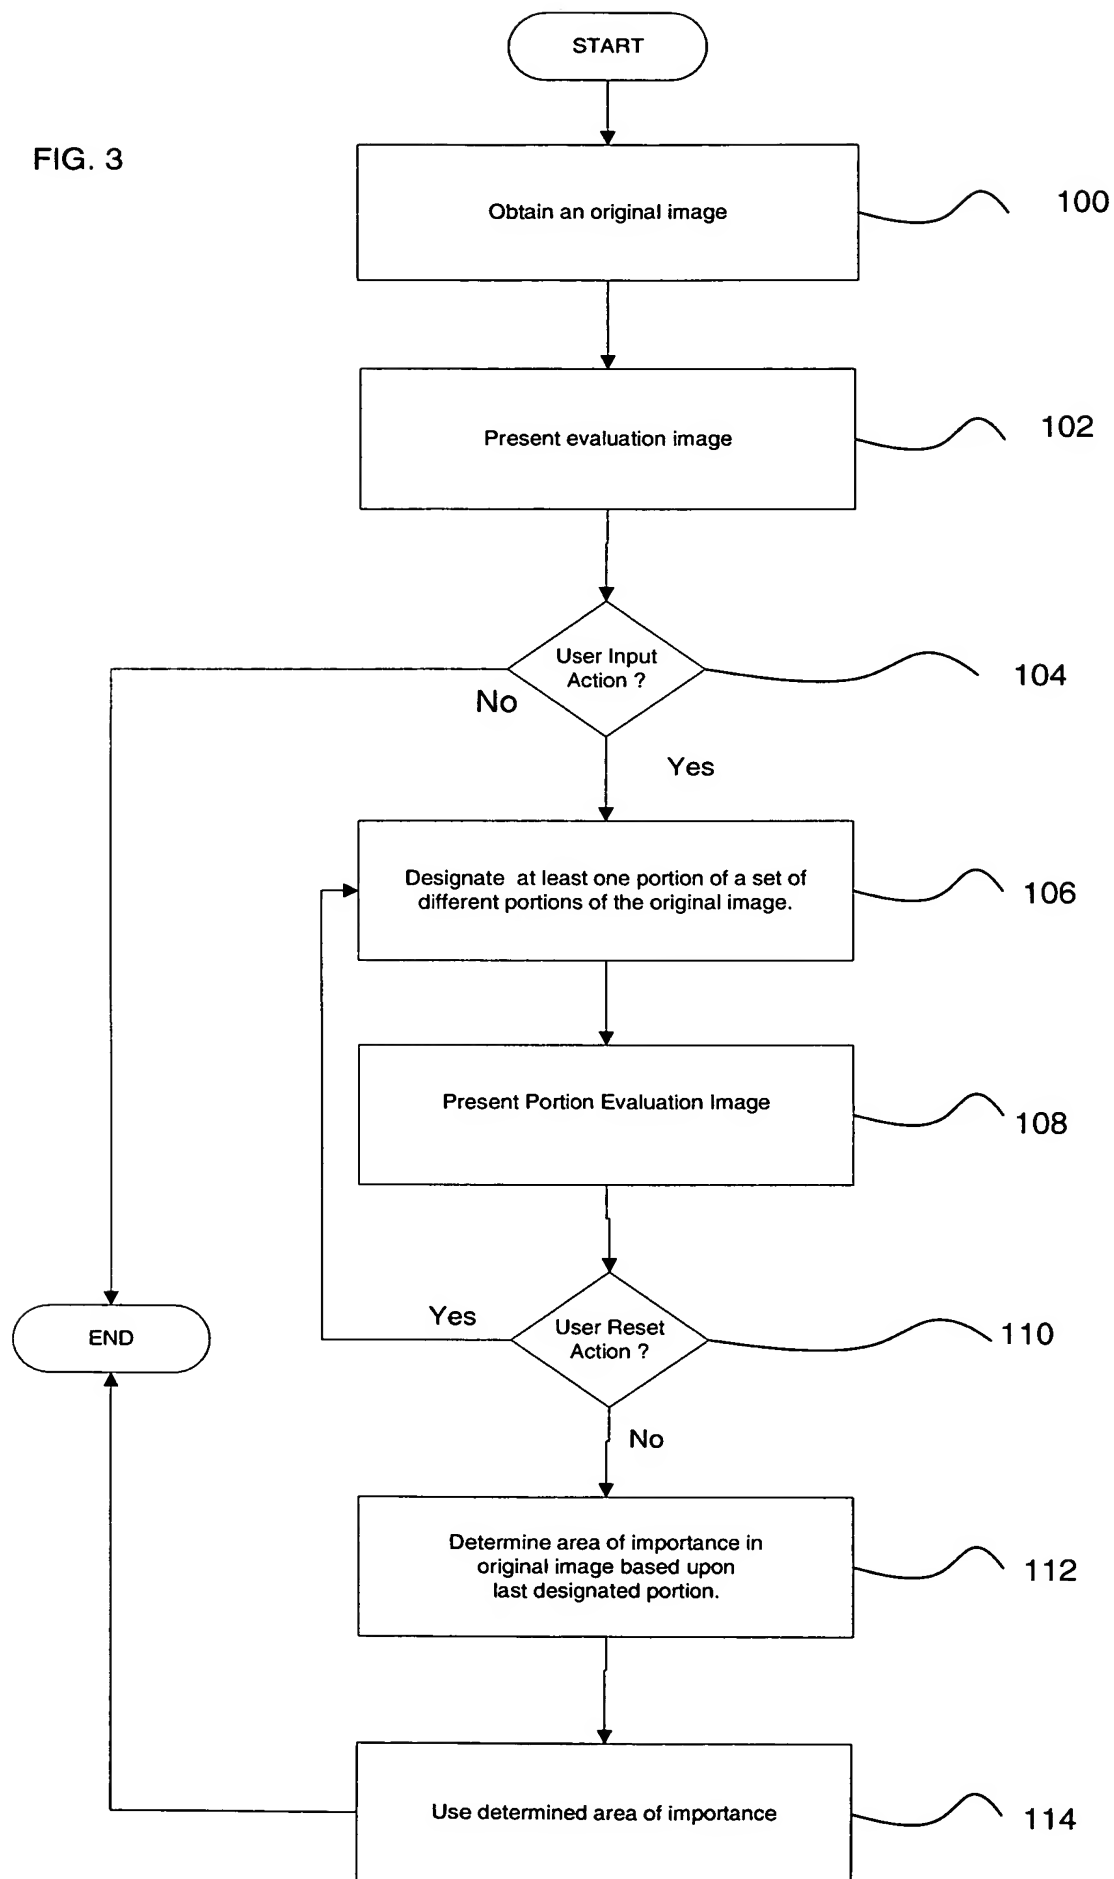 START
FIG. 3
Obtain an original image
100
Present evaluation image
102
User Input
Action ?
104
No
Yes
Designate at least one portion of a set of
different portions of the original image.
106
Present Portion Evaluation Image
108
Yes
User Reset
Action ?
110
END
No
Determine area of importance in
original image based upon
last designated portion.
112
Use determined area of importance
114